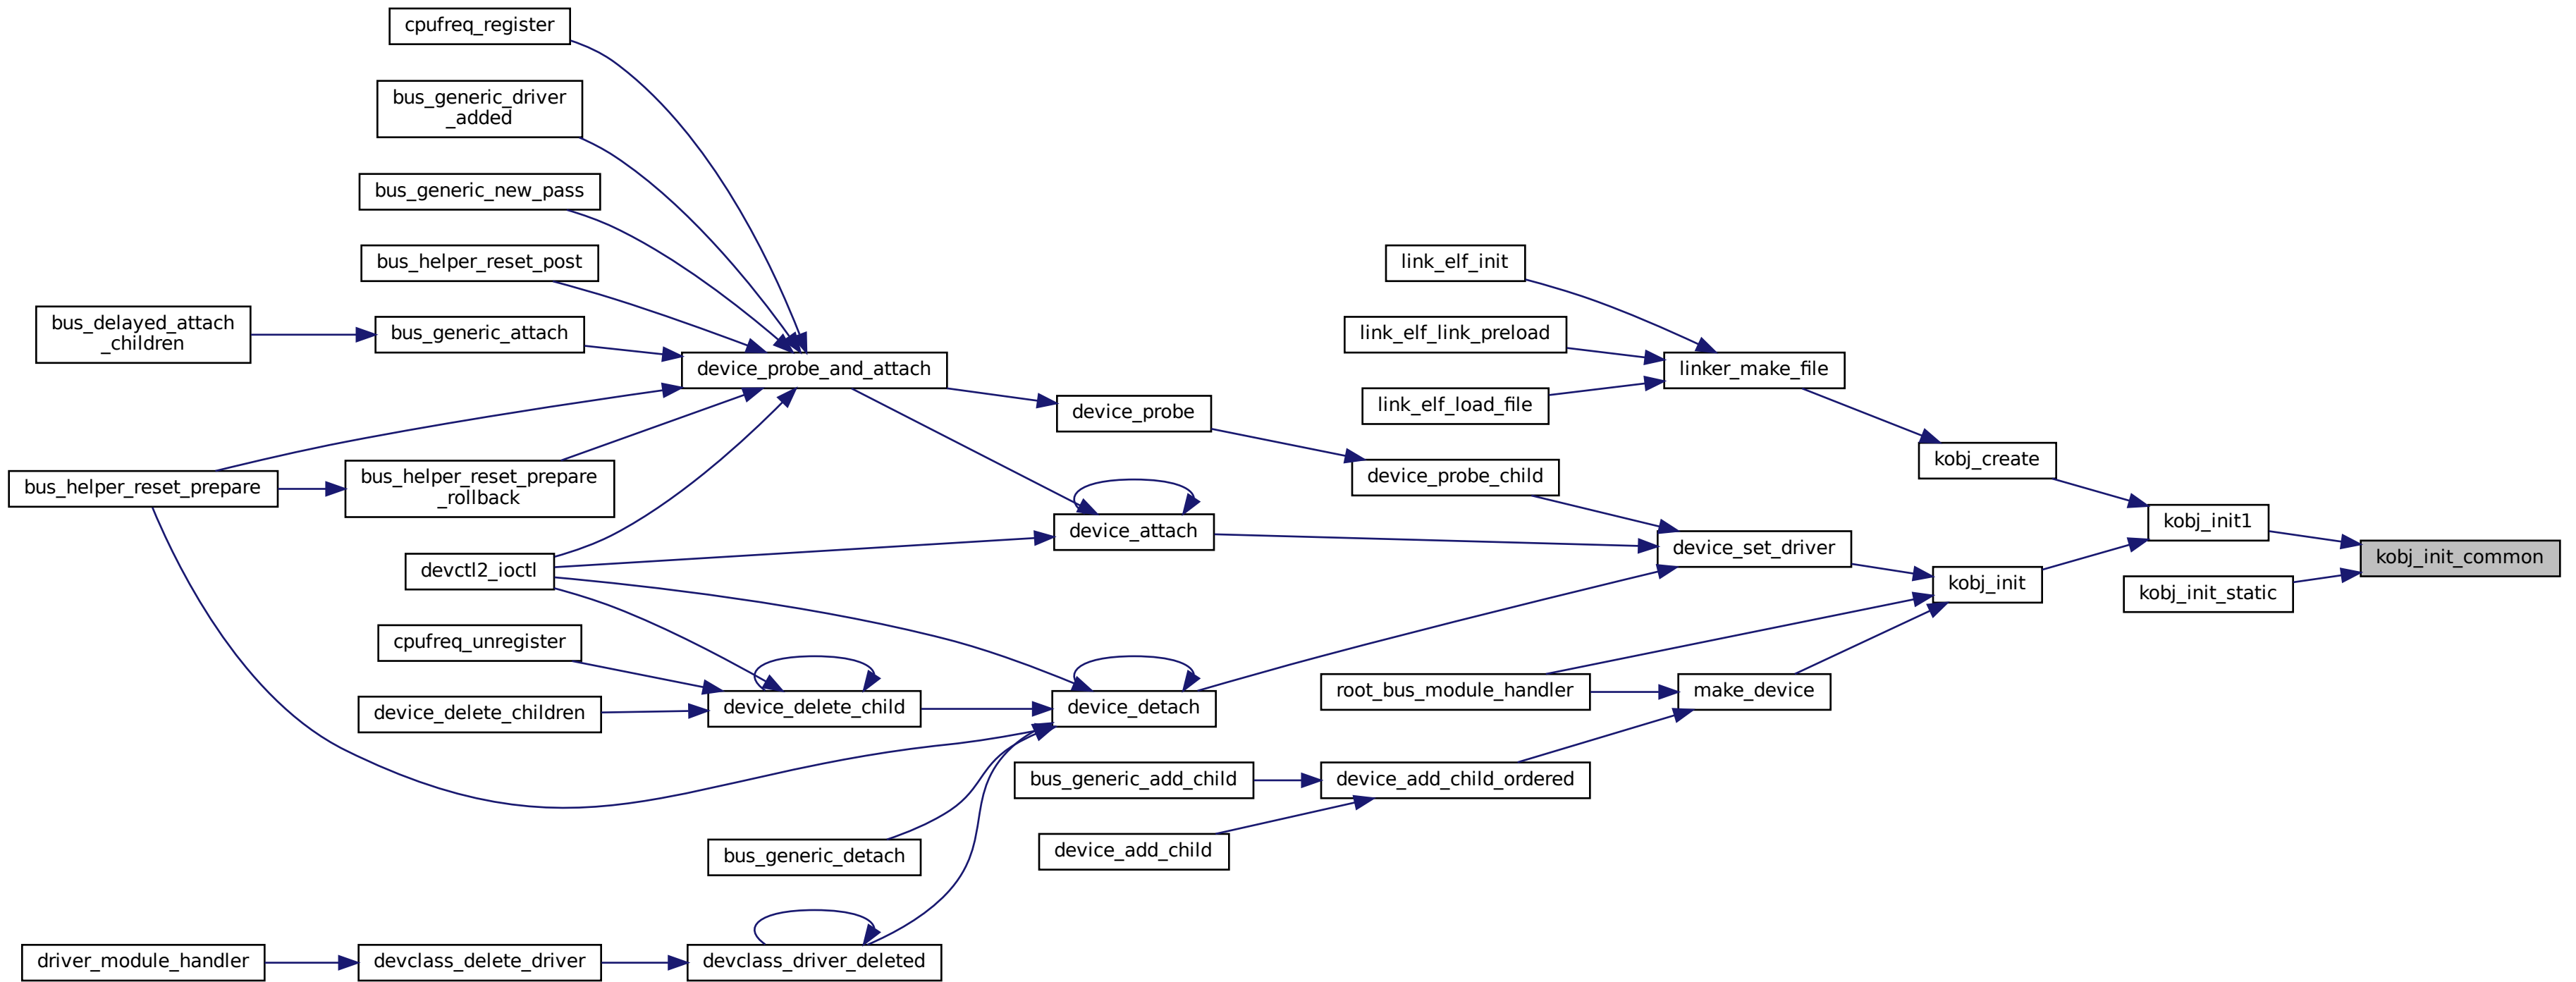 cpufreq_register
bus_generic_driver
_added
bus_generic_new_pass
bus_helper_reset_post
bus_delayed_attach
_children
bus_generic_attach
device_probe_and_attach
bus_helper_reset_prepare
bus_helper_reset_prepare
_rollback
devctl2_ioctl
cpufreq_unregister
device_delete_children
device_delete_child
bus_generic_detach
driver_module_handler
devclass_delete_driver
devclass_driver_deleted
device_probe
device_attach
device_detach
bus_generic_add_child
device_add_child
link_elf_init
link_elf_link_preload
link_elf_load_file
device_probe_child
root_bus_module_handler
device_add_child_ordered
linker_make_file
device_set_driver
make_device
kobj_create
kobj_init
kobj_init1
kobj_init_static
kobj_init_common